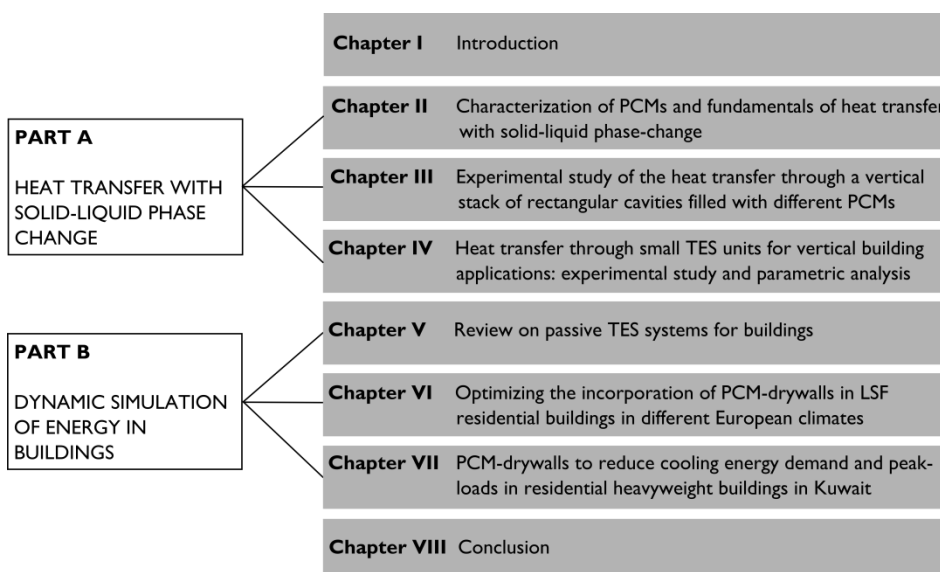 Chapter I Introduction
PART A
HEAT TRANSFER WITH
SOLID-LIQUID PHASE
CHANGE
Chapter II Characterization of PCMs and fundamentals of heat transfer
with solid-liquid phase-change
Chapter III Experimental study of the heat transfer through a vertical
stack of rectangular cavities filled with different PCMs
Chapter IV Heat transfer through small TES units for vertical building
applications: experimental study and parametric analysis
PART B
DYNAMIC SIMULATION
OF ENERGY IN
BUILDINGS
Chapter V Review on passive TES systems for buildings
Chapter VI Optimizing the incorporation of PCM-drywalls in LSF
residential buildings in different European climates
Chapter VII PCM-drywalls to reduce cooling energy demand and peak-
loads in residential heavyweight buildings in Kuwait
Chapter VIII Conclusion